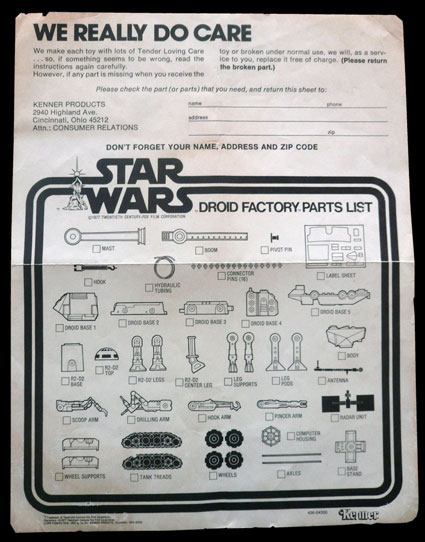 WE REALLY DO CARE
We make each toy with lots of Tender Loving Care
. . . so, if something seems to be wrong, read the
instructions again carefully.
However, if any part is missing when you receive the
toy or broken under normal use, we will, as a serv-
ice to you, replace it free of charge. (Please return
the broken part.)
Please check the part (or parts) that you need, and return this sheet to:
KENNER PRODUCTS
2940 Highland Ave.
Cincinnati, Ohio 45212
Attn.: CONSUMER RELATIONS
name phone
address
zip
DON'T FORGET YOUR NAME, ADDRESS AND ZIP CODE
STAR
WARS
©1977 TWENTIETH CENTURY-FOX FILM CORPORATION
DROID FACTORY PARTS LIST
MAST
BOOM
PIVOT PIN
LABEL SHEET
HOOK
HYDRAULIC
TUBING
CONNECTOR
PINS (16)
DROID BASE 1
DROID BASE 2
DROID BASE 3
DROID BASE 4
DROID BASE 5
BODY
R2-D2
BASE
R2-D2
TOP
R2-D2 LEGS
R2-D2
CENTER LEG
LEG
SUPPORTS
LEG
PODS
ANTENNA
SCOOP ARM
DRILLING ARM
HOOK ARM
PINCER ARM
RADAR UNIT
WHEEL SUPPORTS
TANK TREADS
WHEELS
COMPUTER
HOUSING
AXLES
BASE
STAND
Kenner